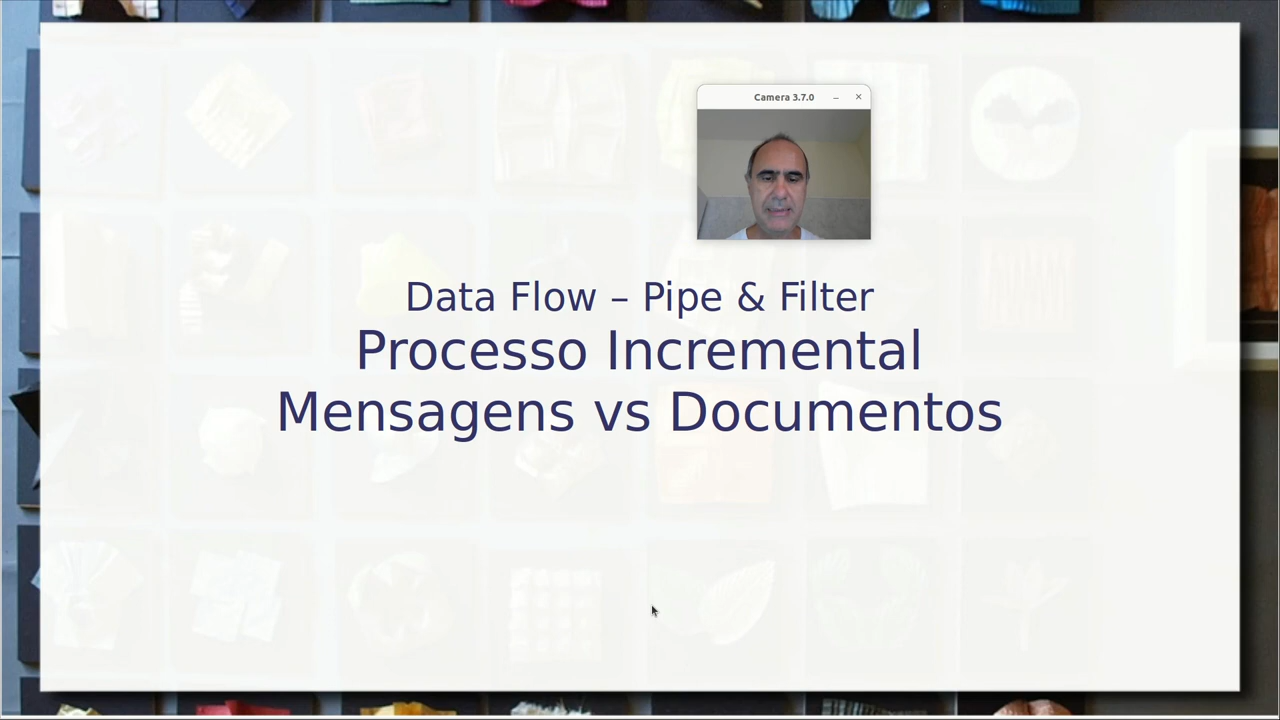 Camera 3.7.0
Data Flow – Pipe & Filter
Processo Incremental
Mensagens vs Documentos